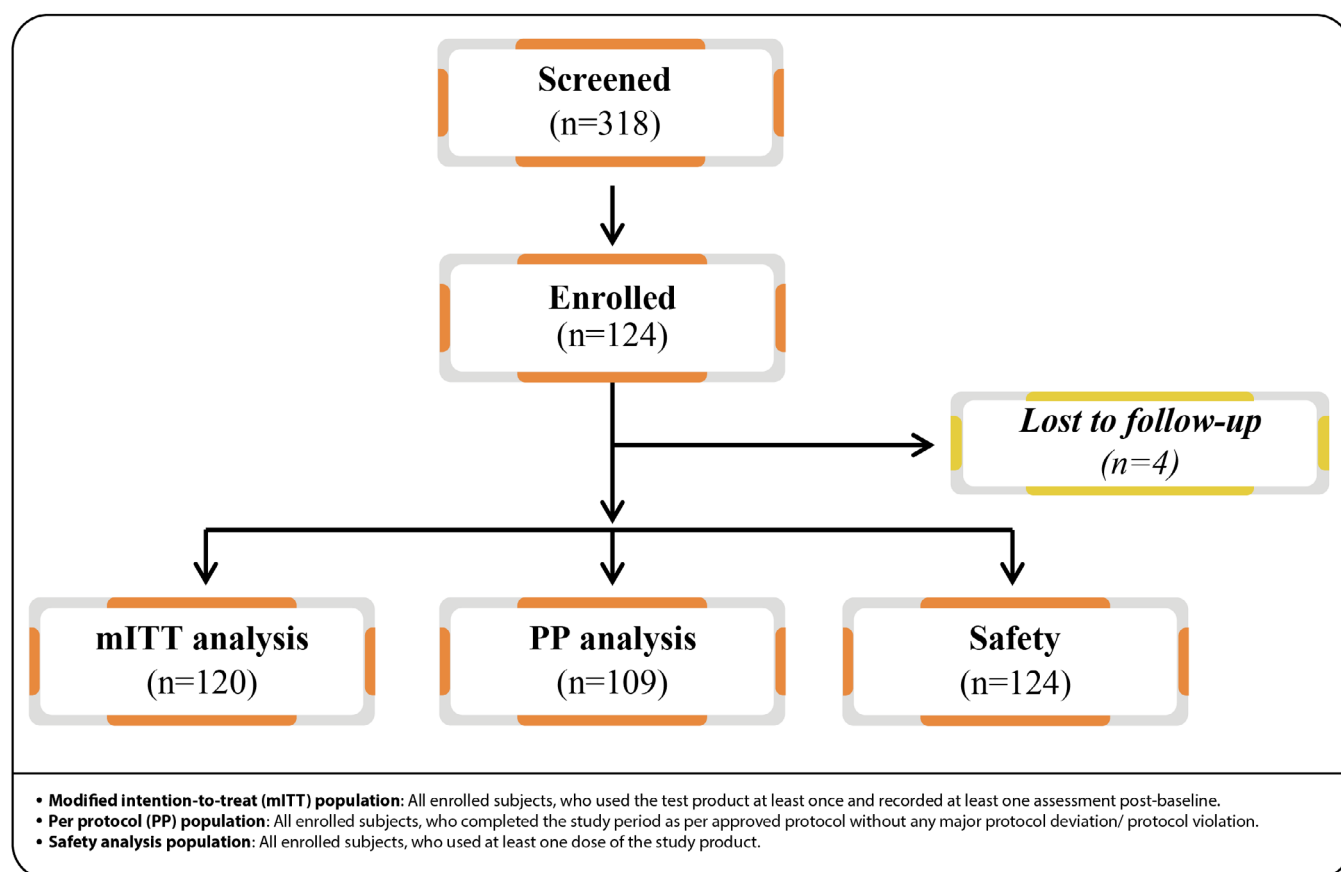 Screened
(n=318)
Enrolled
(n=124)
Lost to follow-up
(n=4)
mITT analysis
(n=120)
PP analysis
(n=109)
Safety
(n=124)
• Modified intention-to-treat (mITT) population: All enrolled subjects, who used the test product at least once and recorded at least one assessment post-baseline.
• Per protocol (PP) population: All enrolled subjects, who completed the study period as per approved protocol without any major protocol deviation/ protocol violation.
• Safety analysis population: All enrolled subjects, who used at least one dose of the study product.